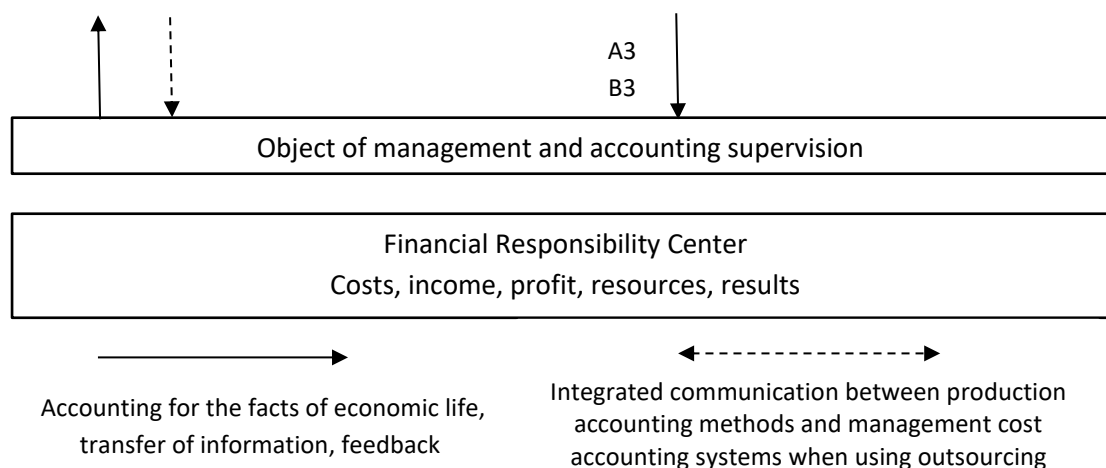 A3
B3
Object of management and accounting supervision
Financial Responsibility Center
Costs, income, profit, resources, results
Accounting for the facts of economic life,
transfer of information, feedback
Integrated communication between production
accounting methods and management cost
accounting systems when using outsourcing